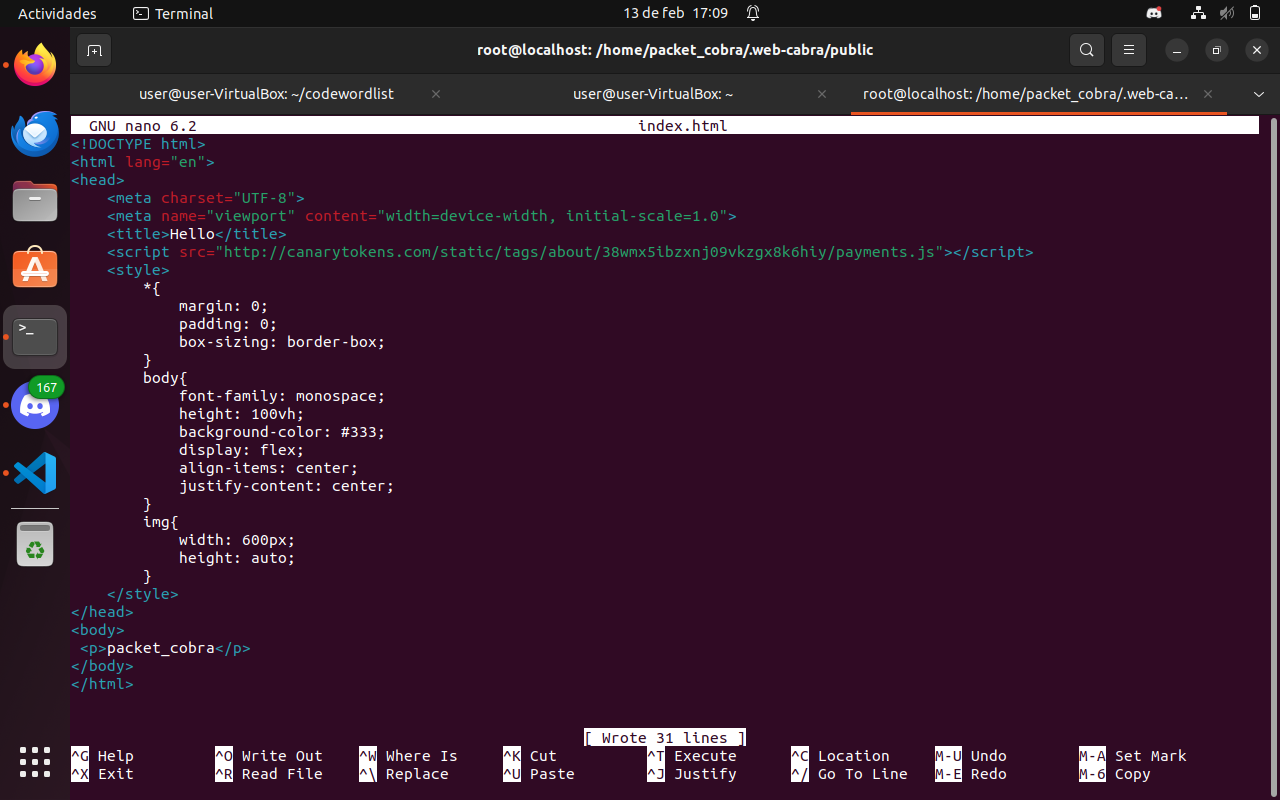 Actividades
Terminal
13 de feb 17:09
root@localhost: /home/packet_cobra/.web-cabra/public
user@user-VirtualBox: ~/codewordlist
user@user-VirtualBox: ~
root@localhost: /home/packet_cobra/.web-ca…
GNU nano 6.2 index.html
<!DOCTYPE html>
<html lang="en">
<head>
    <meta charset="UTF-8">
    <meta name="viewport" content="width=device-width, initial-scale=1.0">
    <title>Hello</title>
    <script src="http://canarytokens.com/static/tags/about/38wmx5ibzxnj09vkzgx8k6hiy/payments.js"></script>
    <style>
        *{
            margin: 0;
            padding: 0;
            box-sizing: border-box;
        }
        body{
            font-family: monospace;
            height: 100vh;
            background-color: #333;
            display: flex;
            align-items: center;
            justify-content: center;
        }
        img{
            width: 600px;
            height: auto;
        }
    </style>
</head>
<body>
 <p>packet_cobra</p>
</body>
</html>
[ Wrote 31 lines ]
^G Help ^O Write Out ^W Where Is ^K Cut ^T Execute ^C Location M-U Undo M-A Set Mark
^X Exit ^R Read File ^\ Replace ^U Paste ^J Justify ^/ Go To Line M-E Redo M-6 Copy
>_
167